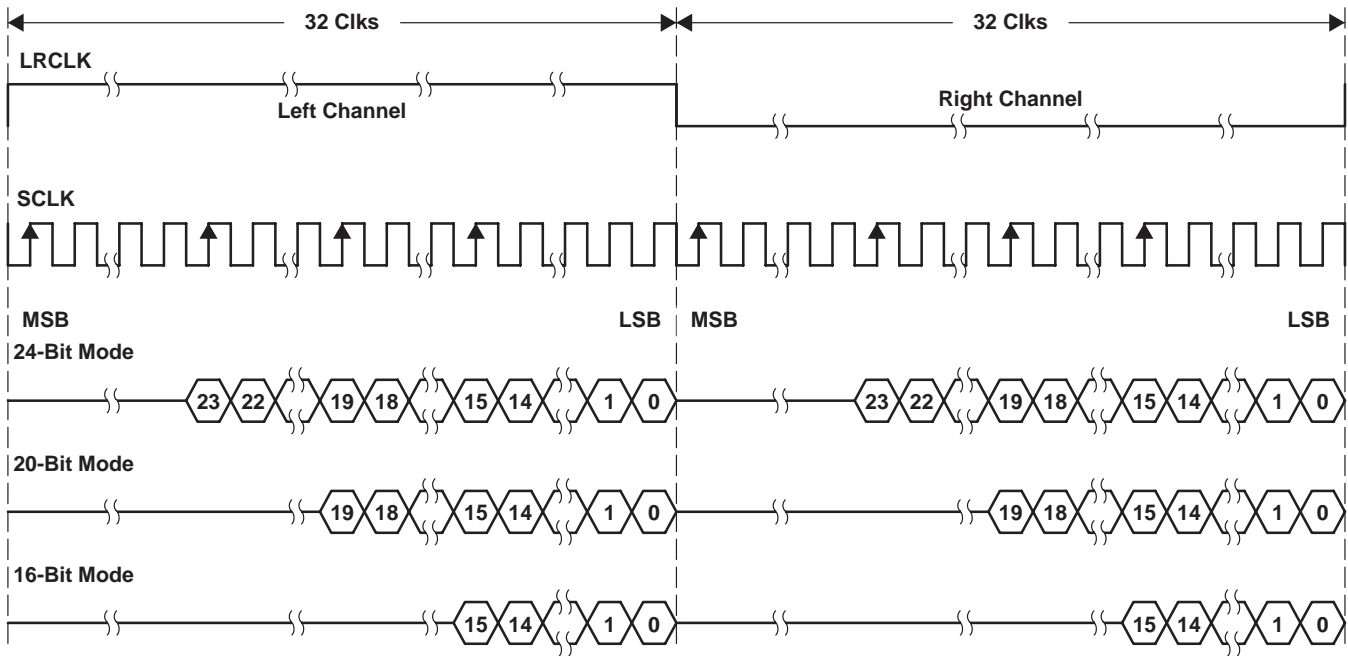 32 Clks 32 Clks
LRCLK
Left Channel Right Channel
SCLK
MSB LSB MSB LSB
24-Bit Mode
23 22 19 18 15 14 1 0 23 22 19 18 15 14 1 0
20-Bit Mode
19 18 15 14 1 0 19 18 15 14 1 0
16-Bit Mode
15 14 1 0 15 14 1 0